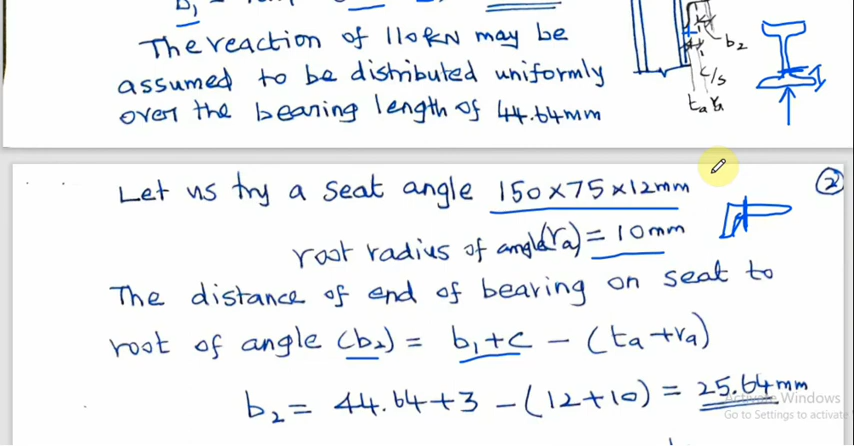 b₁ =
b₂
The reaction of 110kN may be
c/s
assumed to be distributed uniformly
ta ra
over the bearing length of 44.64mm
②
Let us try a seat angle 150×75×12mm
root radius of angle(ra) = 10mm
The distance of end of bearing on seat to
root of angle (b₂) = b₁+c - (ta+ra)
b₂ = 44.64+3 - (12+10) = 25.64mm
Activate Windows
Go to Settings to activate